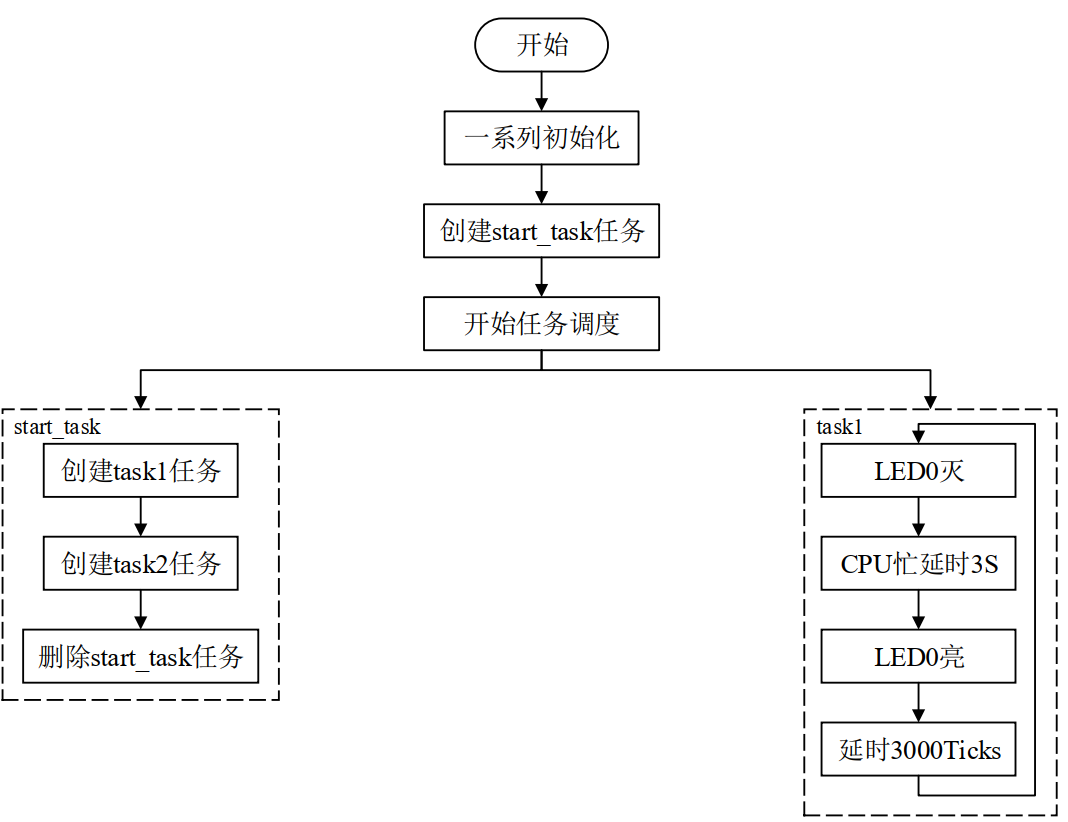 开始
一系列初始化
创建start_task任务
开始任务调度
start_task
创建task1任务
创建task2任务
删除start_task任务
task1
LED0灭
CPU忙延时3S
LED0亮
延时3000Ticks